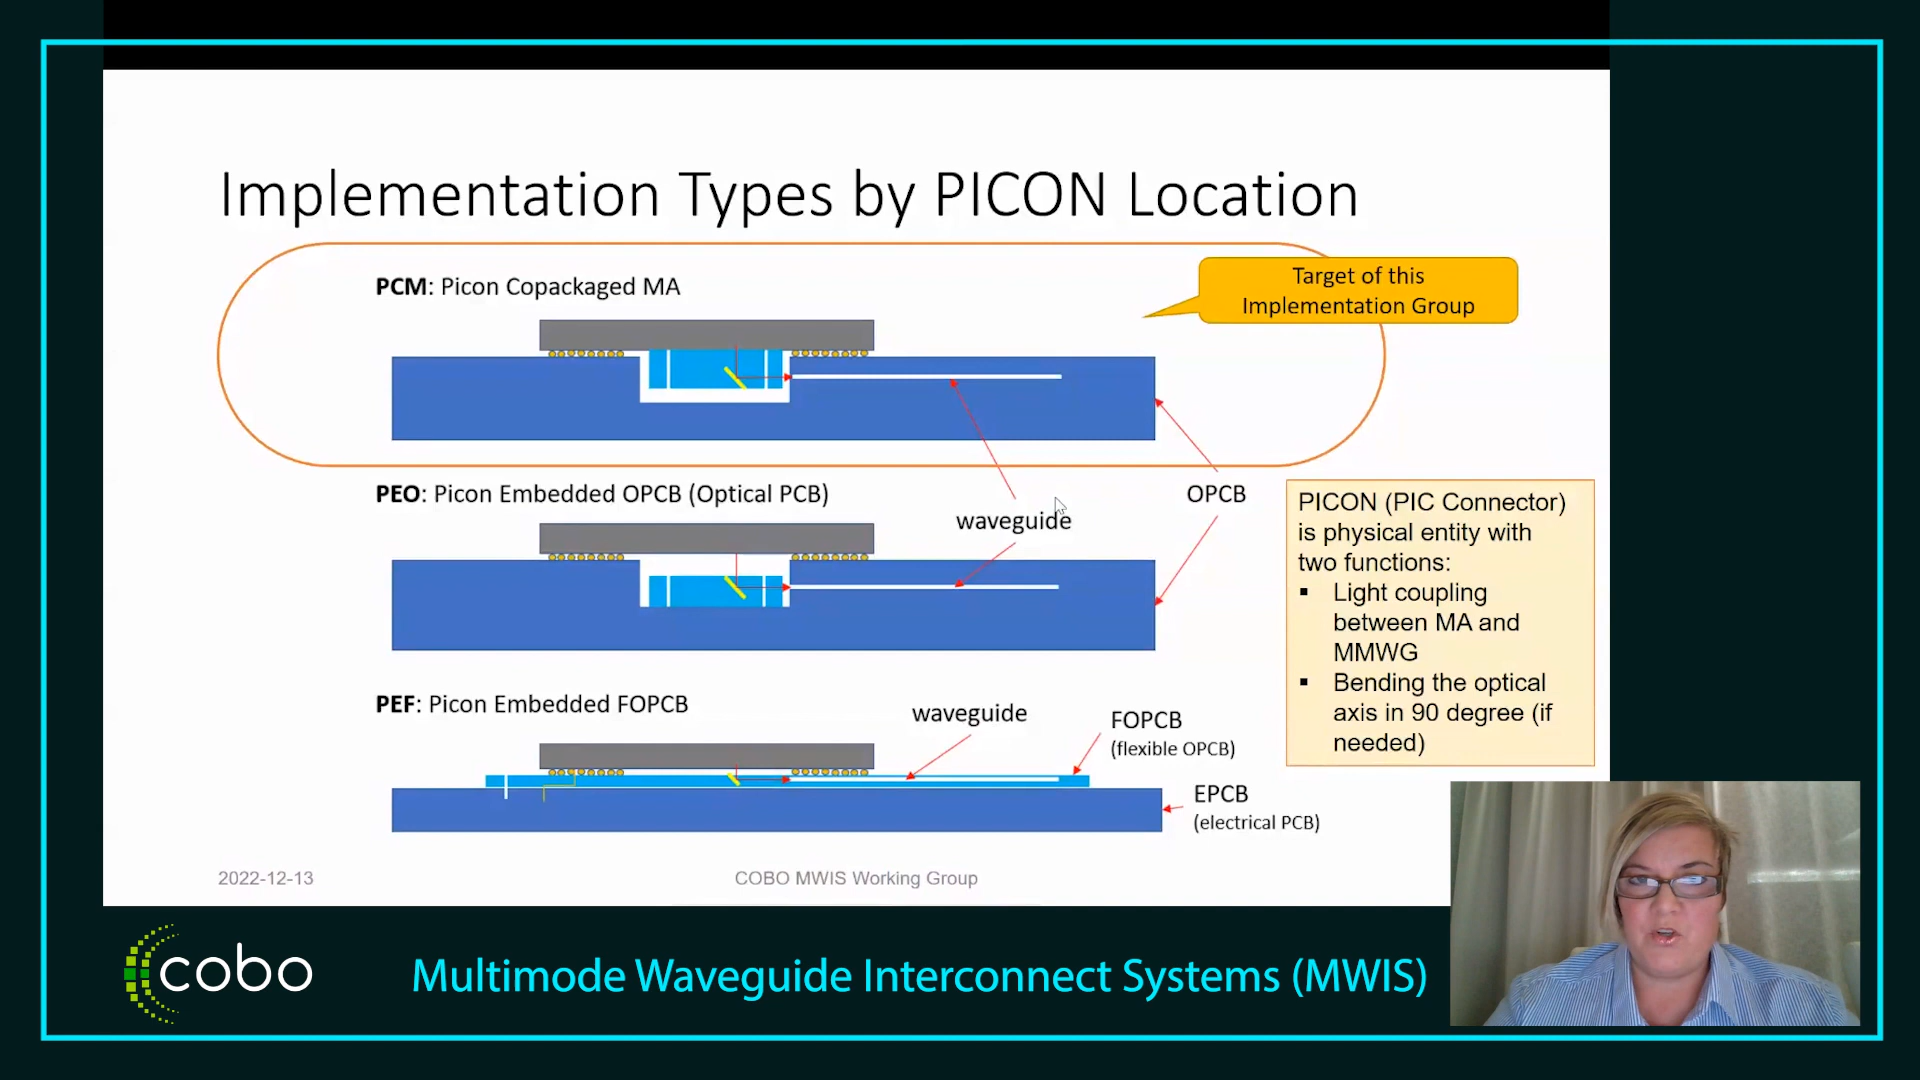 Implementation Types by PICON Location
PCM: Picon Copackaged MA
Target of this
Implementation Group
PEO: Picon Embedded OPCB (Optical PCB)
waveguide
OPCB
PICON (PIC Connector)
is physical entity with
two functions:
▪ Light coupling
between MA and
MMWG
▪ Bending the optical
axis in 90 degree (if
needed)
PEF: Picon Embedded FOPCB
waveguide
FOPCB
(flexible OPCB)
EPCB
(electrical PCB)
2022-12-13
COBO MWIS Working Group
cobo
Multimode Waveguide Interconnect Systems (MWIS)